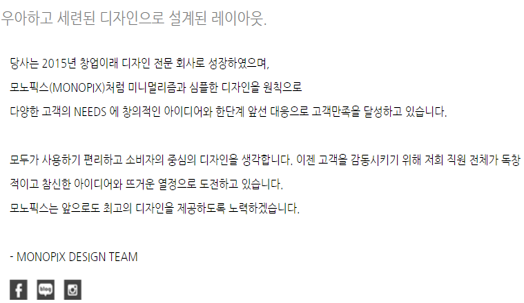 우아하고 세련된 디자인으로 설계된 레이아웃.
당사는 2015년 창업이래 디자인 전문 회사로 성장하였으며,
모노픽스(MONOPIX)처럼 미니멀리즘과 심플한 디자인을 원칙으로
다양한 고객의 NEEDS 에 창의적인 아이디어와 한단계 앞선 대응으로 고객만족을 달성하고 있습니다.
모두가 사용하기 편리하고 소비자의 중심의 디자인을 생각합니다. 이젠 고객을 감동시키기 위해 저희 직원 전체가 독창
적이고 참신한 아이디어와 뜨거운 열정으로 도전하고 있습니다.
모노픽스는 앞으로도 최고의 디자인을 제공하도록 노력하겠습니다.
- MONOPIX DESIGN TEAM
f blog